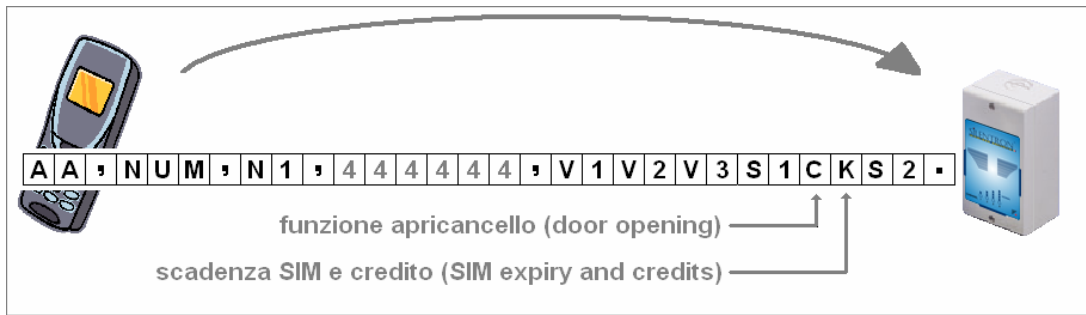 AA,NUM,N1,444444,V1V2V3S1CKS2.
funzione apricancello (door opening)
scadenza SIM e credito (SIM expiry and credits)